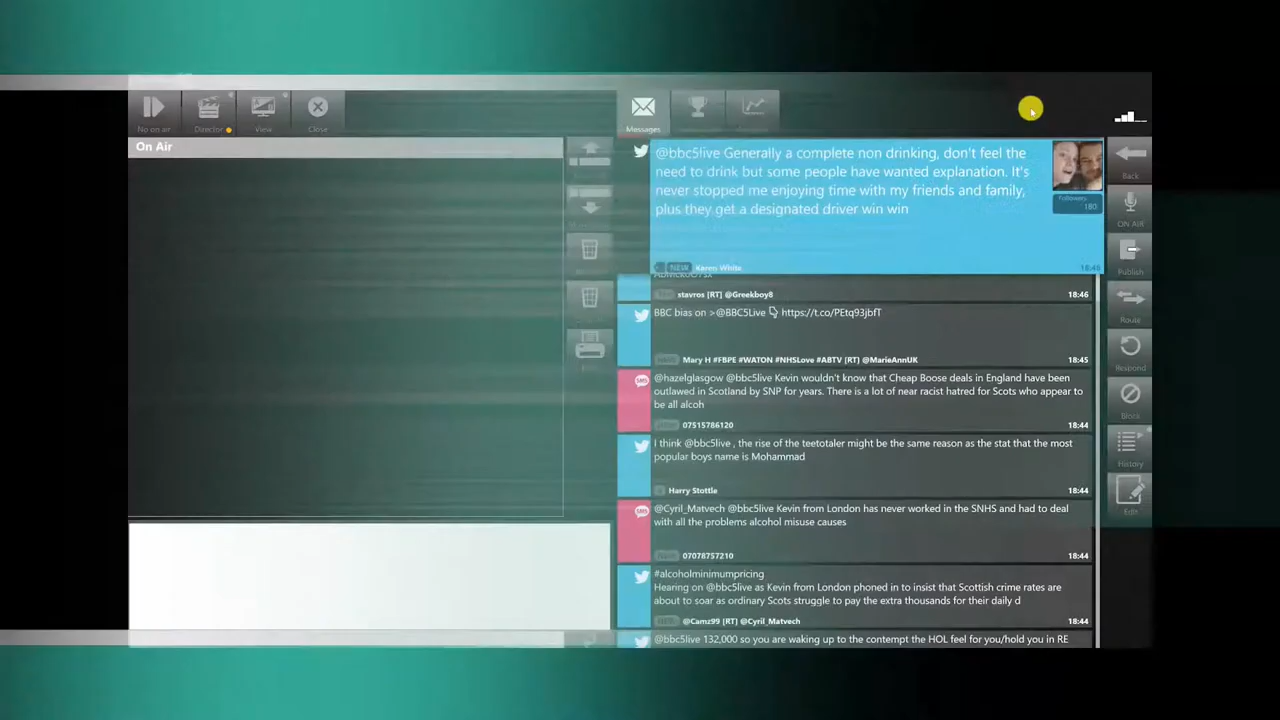 No on air
Director
View
Close
Messages
On Air
@bbc5live Generally a complete non drinking, don't feel the
need to drink but some people have wanted explanation. It's
never stopped me enjoying time with my friends and family,
plus they get a designated driver win win
Followers
180
NEW Karen White
18:48
stavros [RT] @Greekboy8
18:46
BBC bias on >@BBC5Live https://t.co/PEtq93jbfT
Mary H #FBPE #WATON #NHSLove #ABTV [RT] @MarieAnnUK
18:45
SMS
@hazelglasgow @bbc5live Kevin wouldn't know that Cheap Boose deals in England have been
outlawed in Scotland by SNP for years. There is a lot of near racist hatred for Scots who appear to
be all alcoh
07515786120
18:44
I think @bbc5live , the rise of the teetotaler might be the same reason as the stat that the most
popular boys name is Mohammad
Harry Stottle
18:44
SMS
@Cyril_Matvech @bbc5live Kevin from London has never worked in the SNHS and had to deal
with all the problems alcohol misuse causes
07078757210
18:44
#alcoholminimumpricing
Hearing on @bbc5live as Kevin from London phoned in to insist that Scottish crime rates are
about to soar as ordinary Scots struggle to pay the extra thousands for their daily d
@Camz99 [RT] @Cyril_Matvech
18:44
@bbc5live 132,000 so you are waking up to the contempt the HOL feel for you/hold you in RE
Back
ON AIR
Publish
Route
Respond
Block
History
Edit